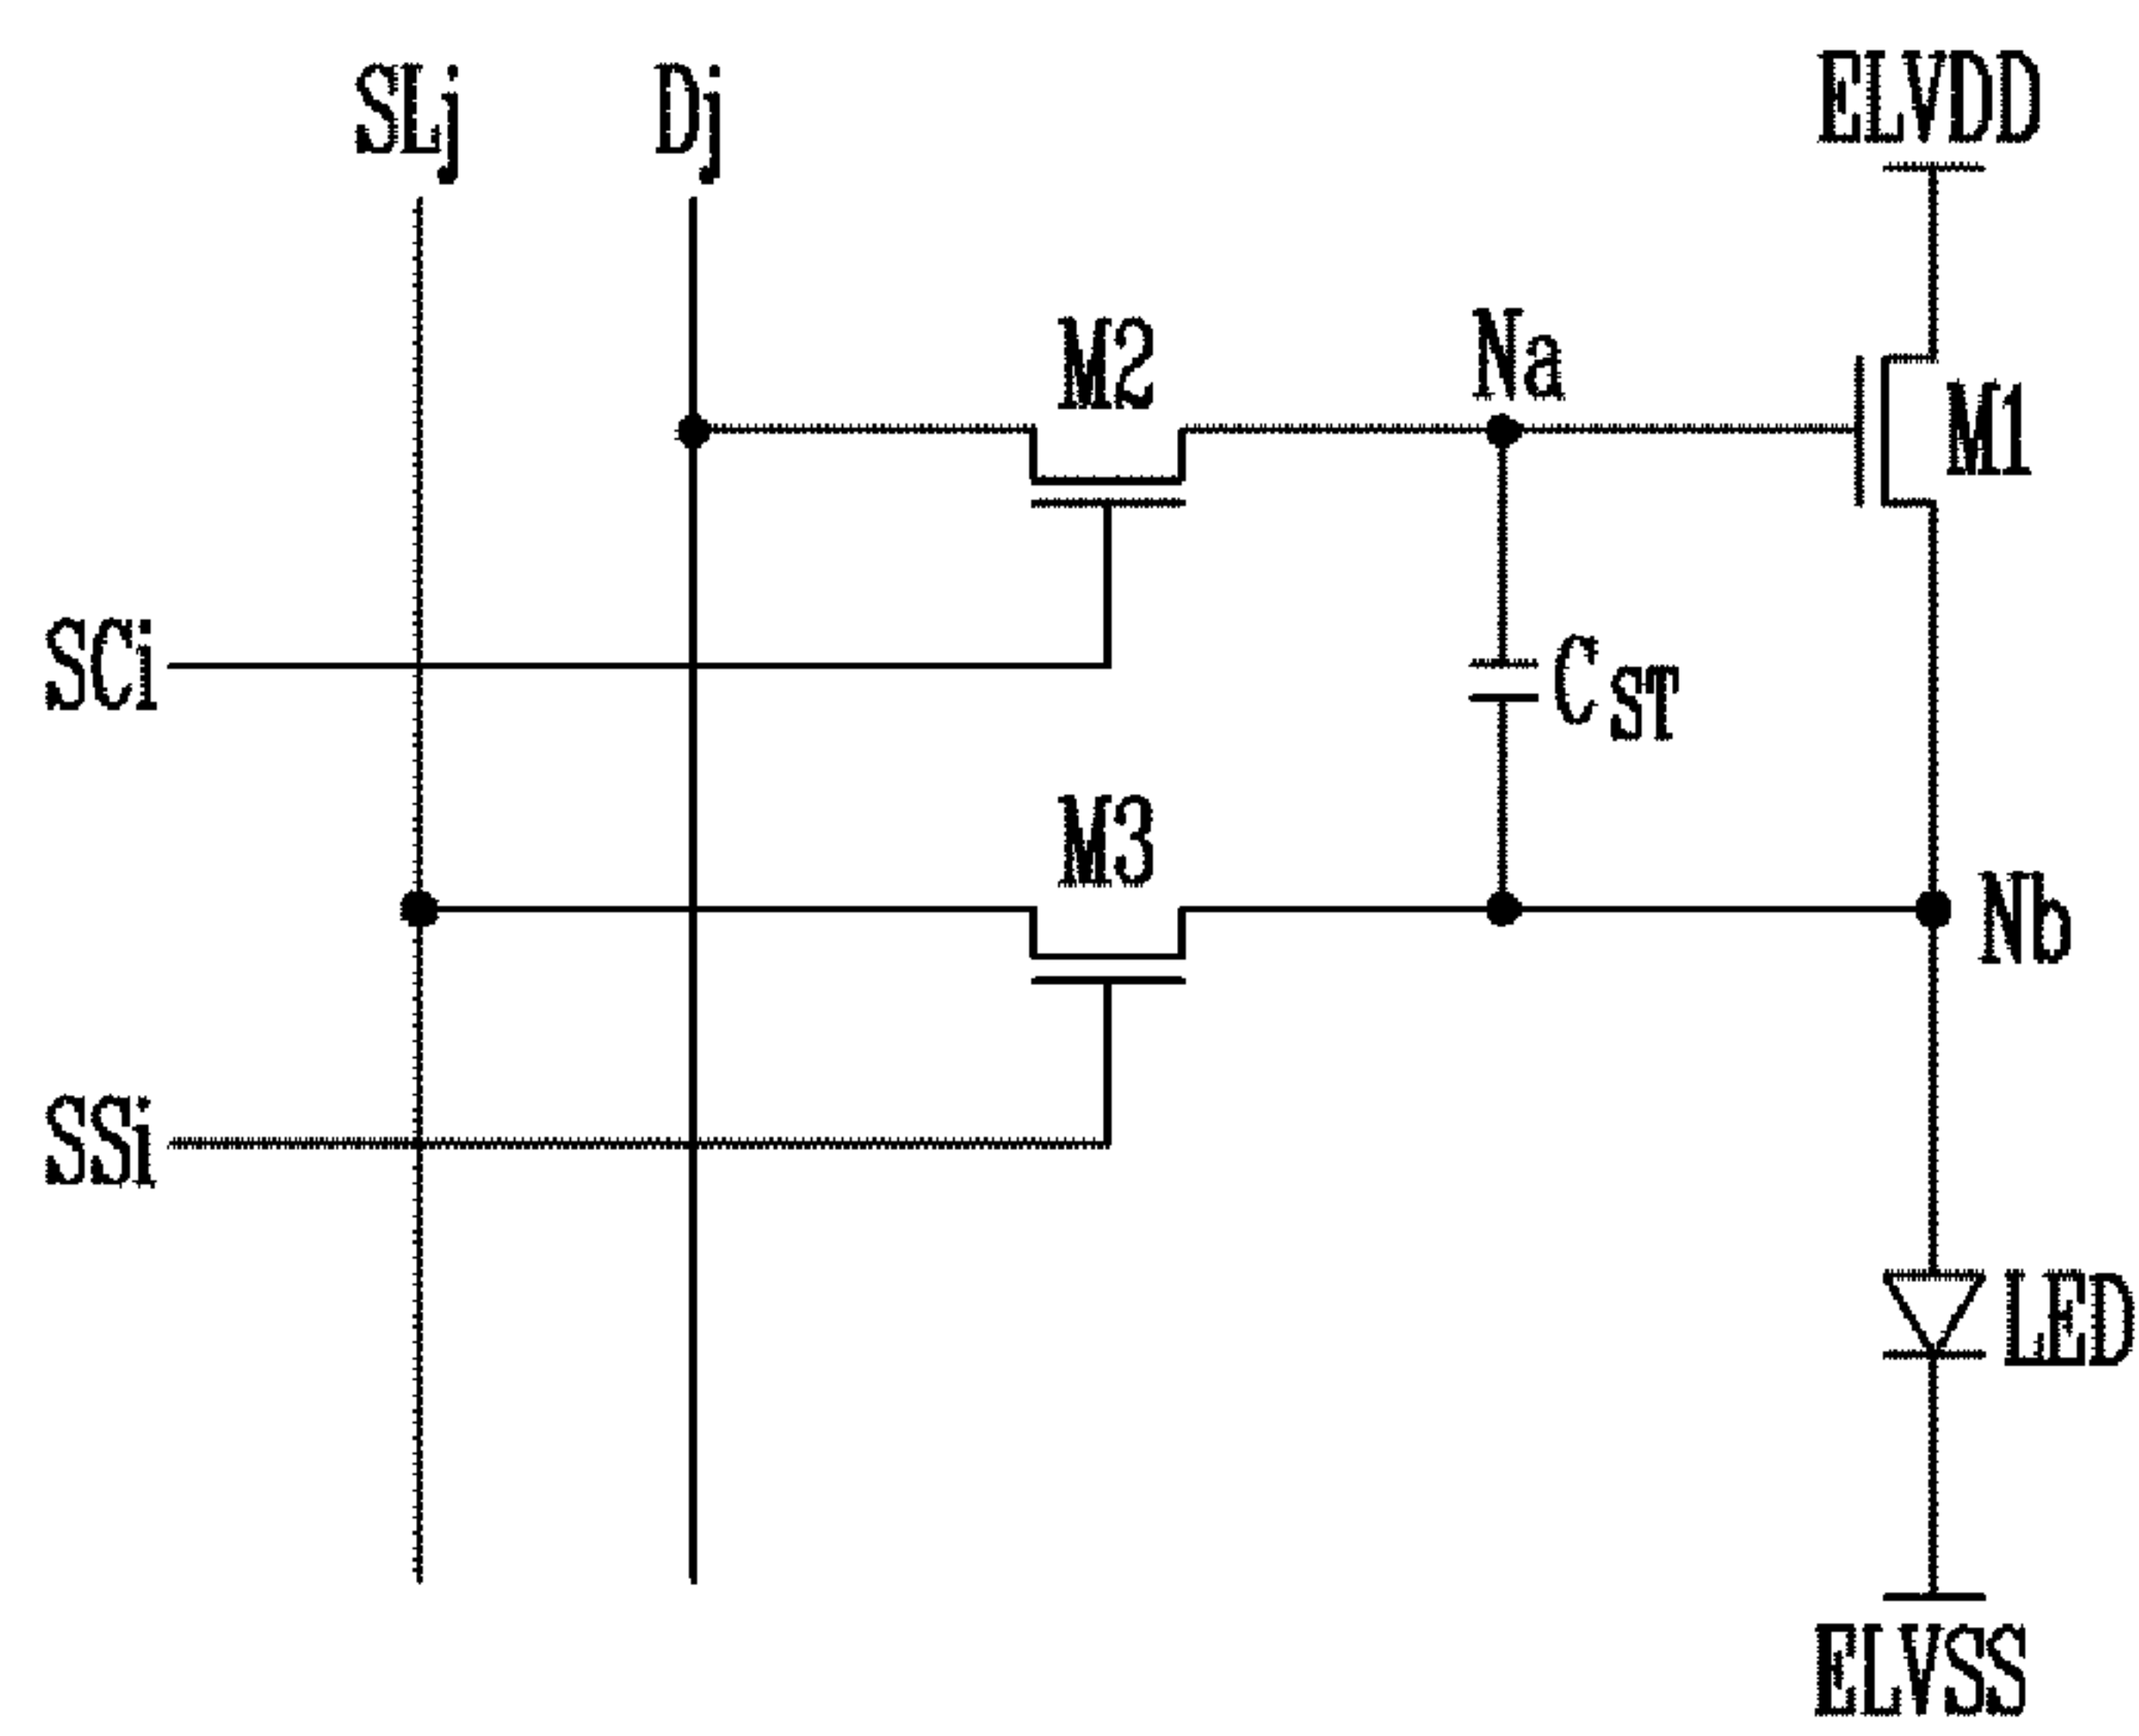 SLj
Dj
ELVDD
M2
Na
M1
SCi
CST
M3
Nb
SSi
LED
ELVSS